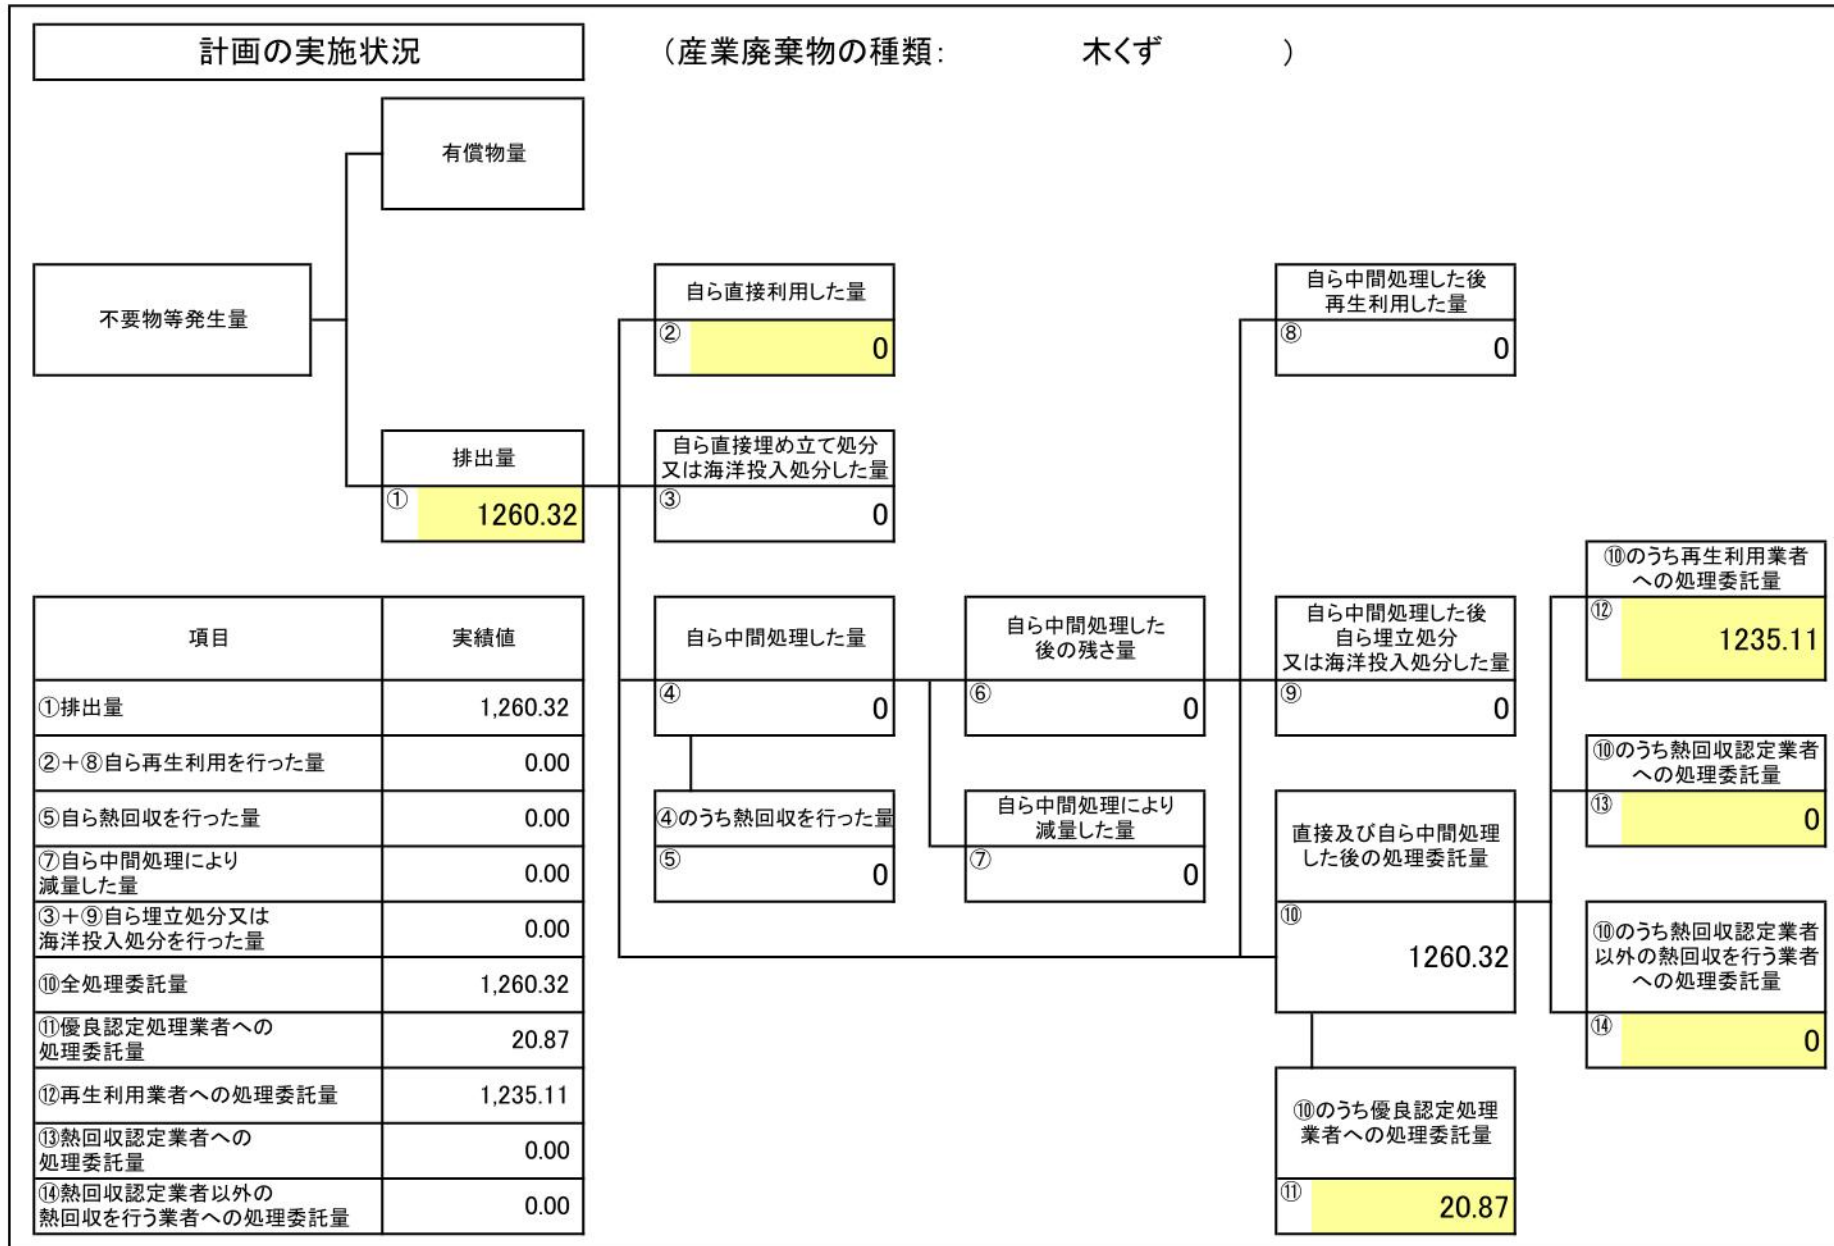 計画の実施状況
（産業廃棄物の種類： 木くず ）
有償物量
不要物等発生量
排出量
①
1260.32
自ら直接利用した量
②
0
自ら直接埋め立て処分
又は海洋投入処分した量
③
0
自ら中間処理した量
④
0
④のうち熱回収を行った量
⑤
0
自ら中間処理した
後の残さ量
⑥
0
自ら中間処理により
減量した量
⑦
0
自ら中間処理した後
再生利用した量
⑧
0
自ら中間処理した後
自ら埋立処分
又は海洋投入処分した量
⑨
0
直接及び自ら中間処理
した後の処理委託量
⑩
1260.32
⑩のうち優良認定処理
業者への処理委託量
⑪
20.87
⑩のうち再生利用業者
への処理委託量
⑫
1235.11
⑩のうち熱回収認定業者
への処理委託量
⑬
0
⑩のうち熱回収認定業者
以外の熱回収を行う業者
への処理委託量
⑭
0
項目 実績値
①排出量 1,260.32
②＋⑧自ら再生利用を行った量 0.00
⑤自ら熱回収を行った量 0.00
⑦自ら中間処理により
減量した量 0.00
③＋⑨自ら埋立処分又は
海洋投入処分を行った量 0.00
⑩全処理委託量 1,260.32
⑪優良認定処理業者への
処理委託量 20.87
⑫再生利用業者への処理委託量 1,235.11
⑬熱回収認定業者への
処理委託量 0.00
⑭熱回収認定業者以外の
熱回収を行う業者への処理委託量 0.00